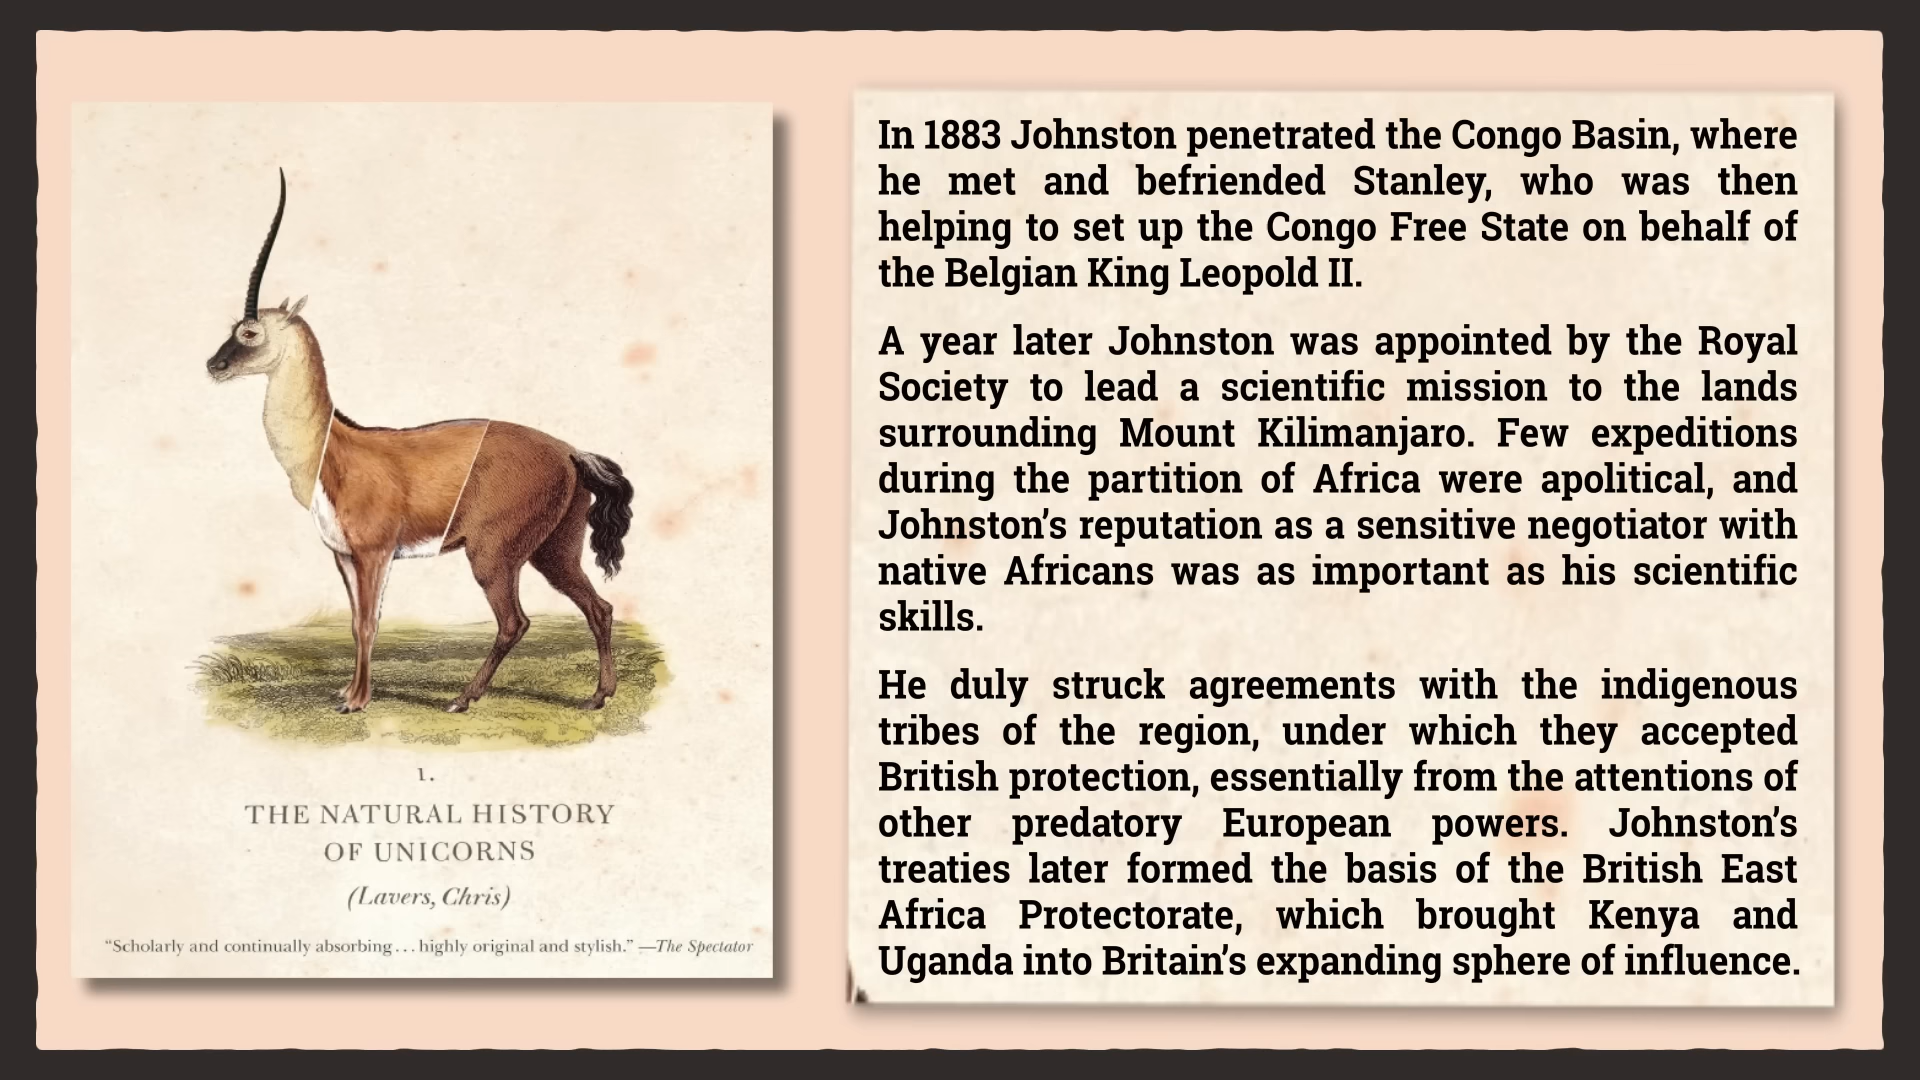 1.
THE NATURAL HISTORY
OF UNICORNS
(Lavers, Chris)
“Scholarly and continually absorbing . . . highly original and stylish.” —The Spectator
In 1883 Johnston penetrated the Congo Basin, where
he met and befriended Stanley, who was then
helping to set up the Congo Free State on behalf of
the Belgian King Leopold II.
A year later Johnston was appointed by the Royal
Society to lead a scientific mission to the lands
surrounding Mount Kilimanjaro. Few expeditions
during the partition of Africa were apolitical, and
Johnston’s reputation as a sensitive negotiator with
native Africans was as important as his scientific
skills.
He duly struck agreements with the indigenous
tribes of the region, under which they accepted
British protection, essentially from the attentions of
other predatory European powers. Johnston’s
treaties later formed the basis of the British East
Africa Protectorate, which brought Kenya and
Uganda into Britain’s expanding sphere of influence.